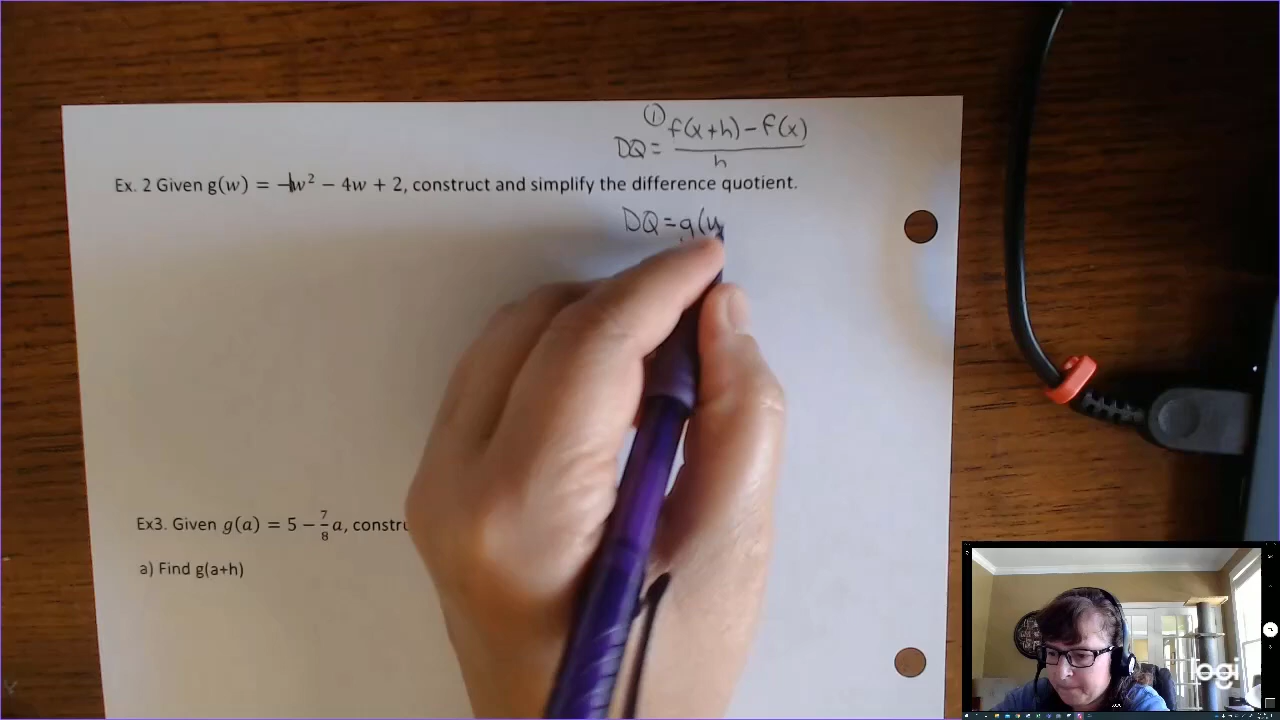 ①
DQ = f(x+h) − f(x) / h
Ex. 2 Given g(w) = −w² − 4w + 2, construct and simplify the difference quotient.
DQ = g(w
Ex3. Given g(a) = 5 − 7/8 a, constru
a) Find g(a+h)
logi